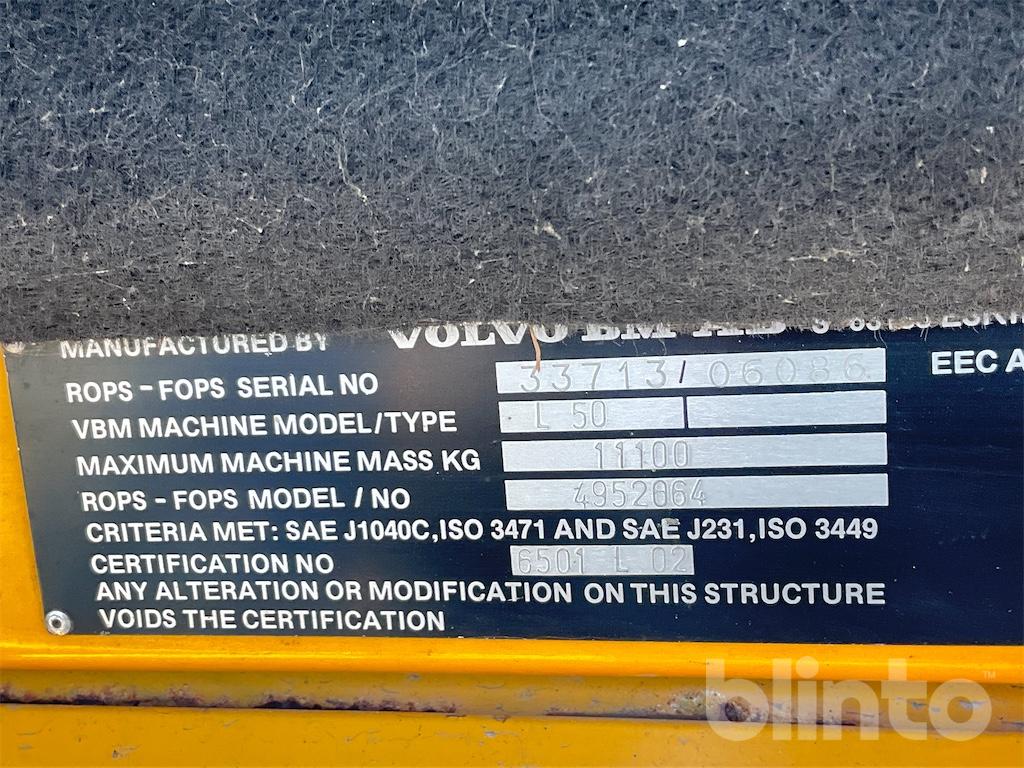 MANUFACTURED BY VOLVO BM AB
ROPS - FOPS SERIAL NO 33713/06086 EEC A
VBM MACHINE MODEL/TYPE L 50
MAXIMUM MACHINE MASS KG 11100
ROPS - FOPS MODEL / NO 4952064
CRITERIA MET: SAE J1040C, ISO 3471 AND SAE J231, ISO 3449
CERTIFICATION NO 6501 L 02
ANY ALTERATION OR MODIFICATION ON THIS STRUCTURE
VOIDS THE CERTIFICATION
blinto™